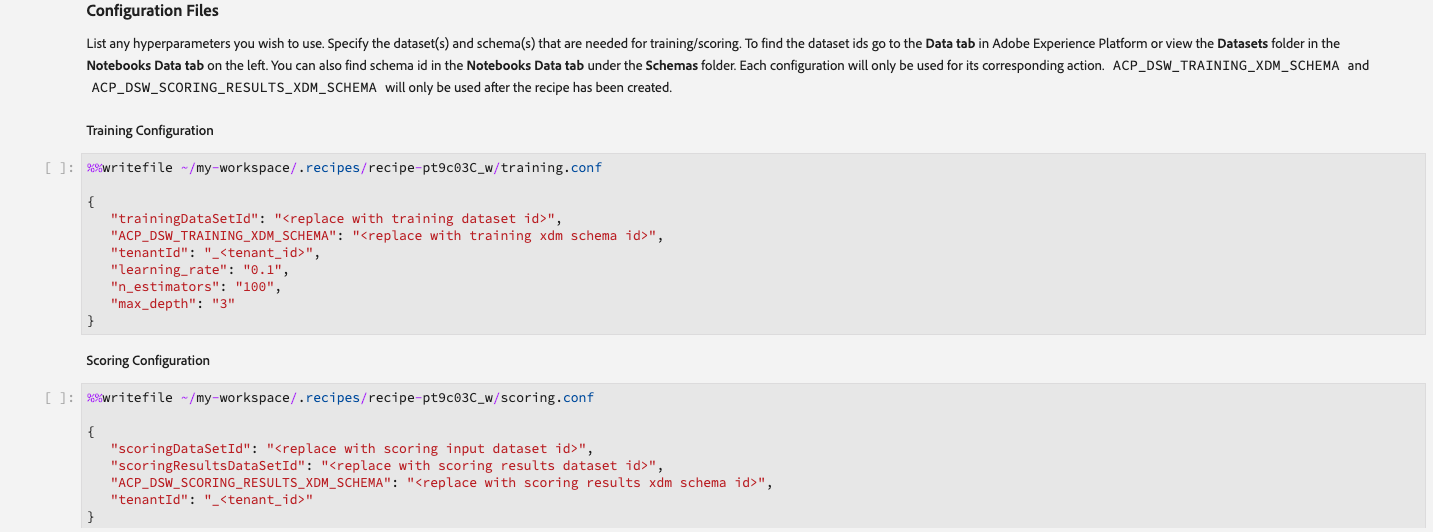 Configuration Files
List any hyperparameters you wish to use. Specify the dataset(s) and schema(s) that are needed for training/scoring. To find the dataset ids go to the Data tab in Adobe Experience Platform or view the Datasets folder in the
Notebooks Data tab on the left. You can also find schema id in the Notebooks Data tab under the Schemas folder. Each configuration will only be used for its corresponding action. ACP_DSW_TRAINING_XDM_SCHEMA and
ACP_DSW_SCORING_RESULTS_XDM_SCHEMA will only be used after the recipe has been created.
Training Configuration
[ ]: %%writefile ~/my-workspace/.recipes/recipe-pt9c03C_w/training.conf
{
"trainingDataSetId": "<replace with training dataset id>",
"ACP_DSW_TRAINING_XDM_SCHEMA": "<replace with training xdm schema id>",
"tenantId": "_<tenant_id>",
"learning_rate": "0.1",
"n_estimators": "100",
"max_depth": "3"
}
Scoring Configuration
[ ]: %%writefile ~/my-workspace/.recipes/recipe-pt9c03C_w/scoring.conf
{
"scoringDataSetId": "<replace with scoring input dataset id>",
"scoringResultsDataSetId": "<replace with scoring results dataset id>",
"ACP_DSW_SCORING_RESULTS_XDM_SCHEMA": "<replace with scoring results xdm schema id>",
"tenantId": "_<tenant_id>"
}